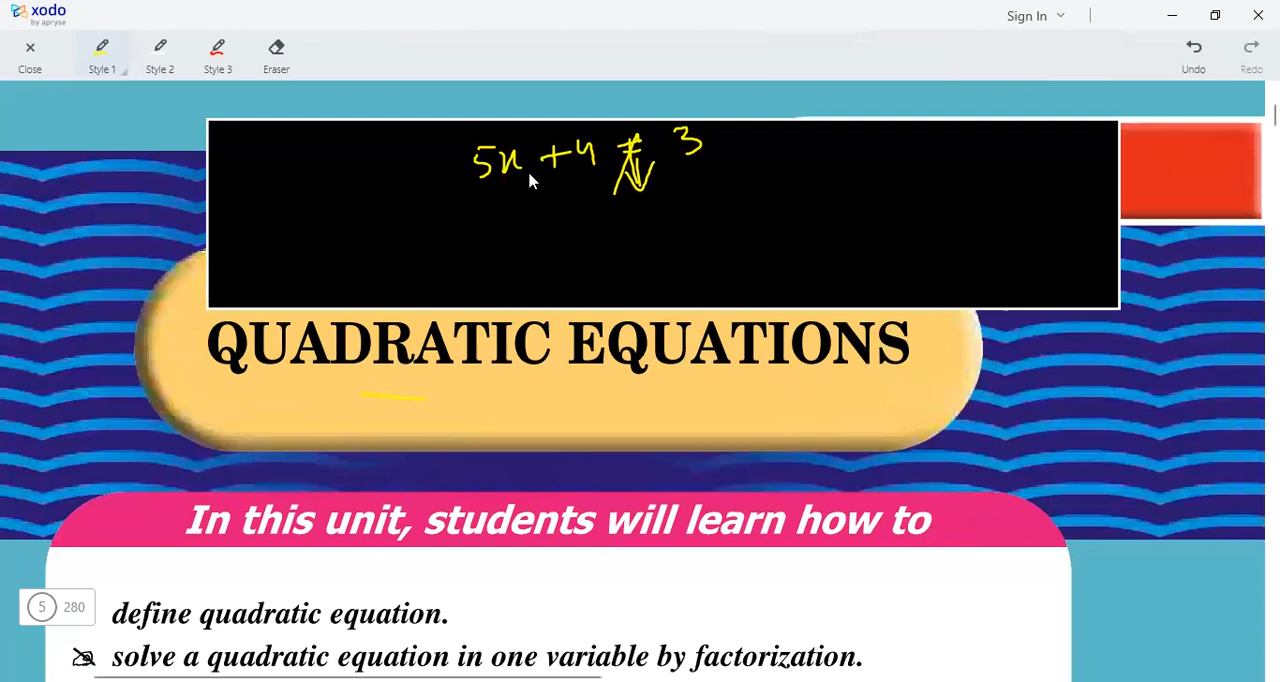 xodo
by apryse
Sign In
Close
Style 1
Style 2
Style 3
Eraser
Undo
Redo
5x + 4 = 3
QUADRATIC EQUATIONS
In this unit, students will learn how to
5 280
define quadratic equation.
solve a quadratic equation in one variable by factorization.